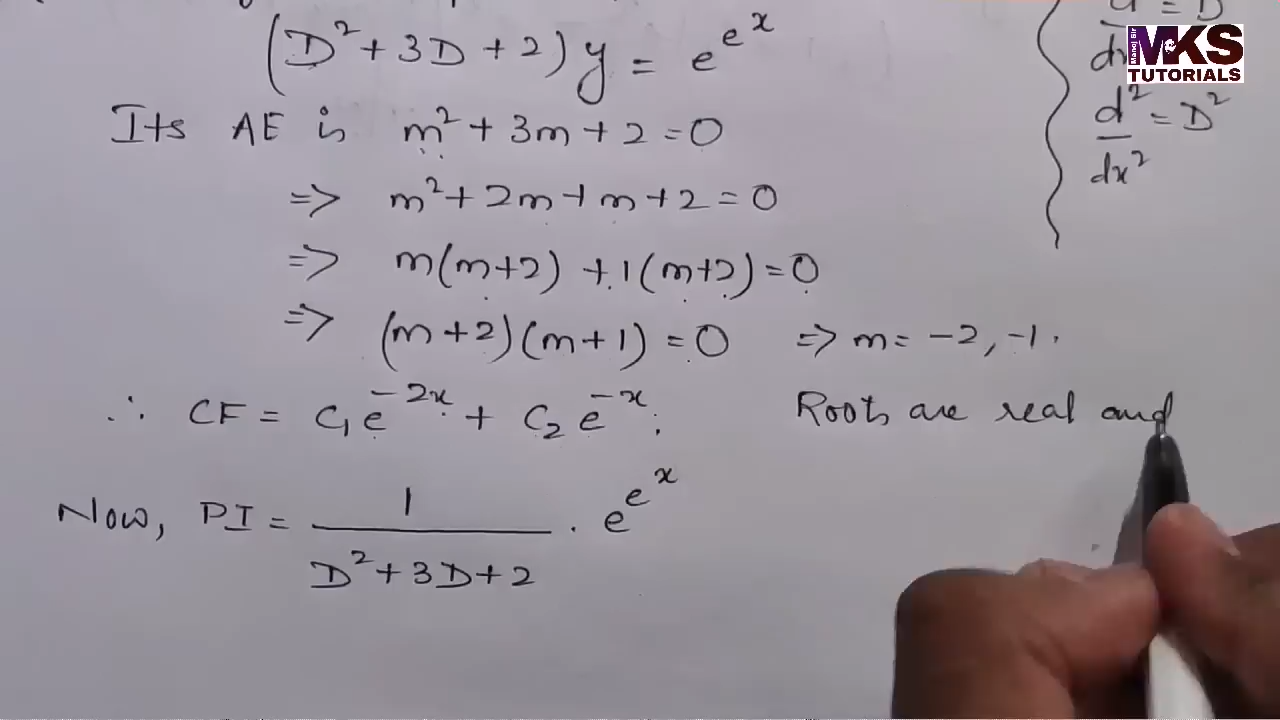 (D²+3D+2)y = e^{e^x}
Its AE is m²+3m+2=0
=> m²+2m+m+2=0
=> m(m+2) +1(m+2)=0
=> (m+2)(m+1)=0 => m= -2,-1.
∴ CF= C₁e^{-2x} + C₂e^{-x}. Roots are real and
Now, PI= 1/(D²+3D+2) . e^{e^x}
= D
d²/dx² = D²
Manoj Sir
MKS
TUTORIALS